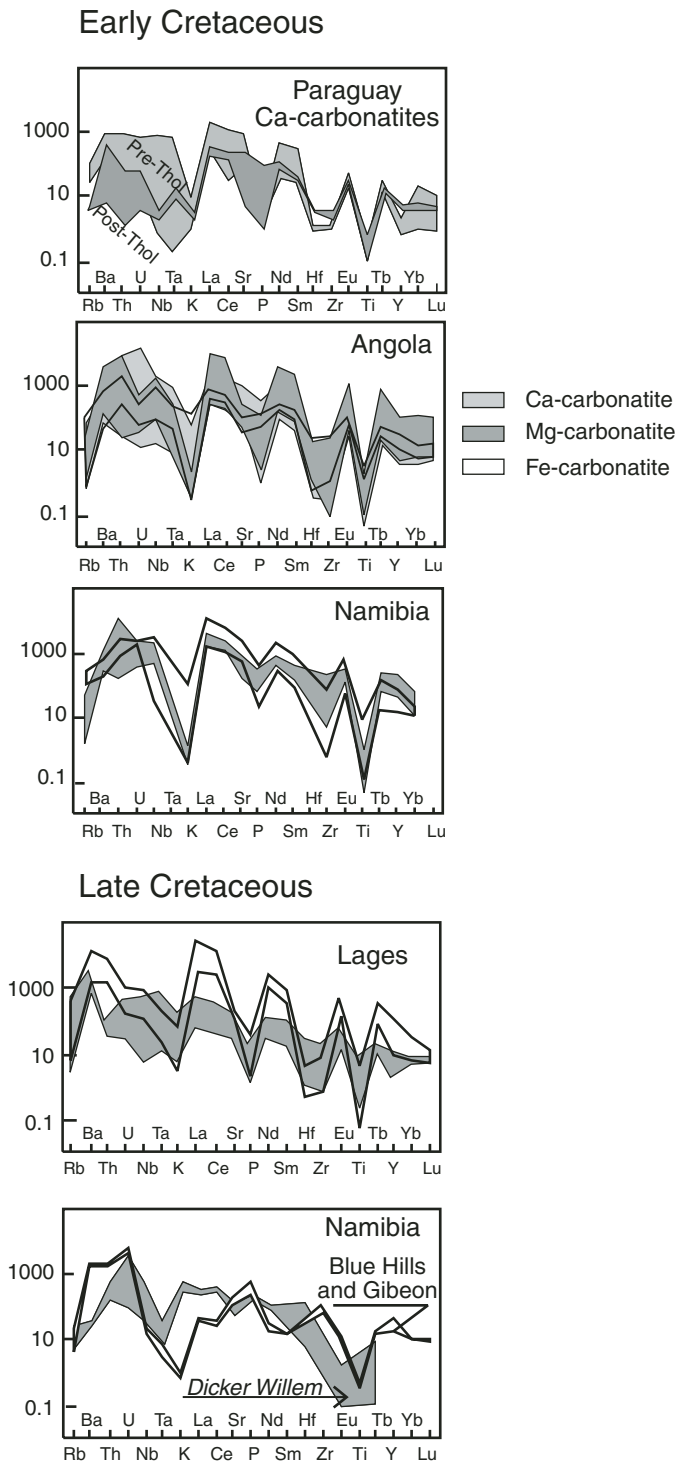 Early Cretaceous
Paraguay
Ca-carbonatites
1000
10
0.1
Pre-Thol
Post-Thol
Ba U Ta La Sr Nd Hf Eu Tb Yb
Rb Th Nb K Ce P Sm Zr Ti Y Lu
Angola
1000
10
0.1
Ba U Ta La Sr Nd Hf Eu Tb Yb
Rb Th Nb K Ce P Sm Zr Ti Y Lu
Ca-carbonatite
Mg-carbonatite
Fe-carbonatite
Namibia
1000
10
0.1
Ba U Ta La Sr Nd Hf Eu Tb Yb
Rb Th Nb K Ce P Sm Zr Ti Y Lu
Late Cretaceous
Lages
1000
10
0.1
Ba U Ta La Sr Nd Hf Eu Tb Yb
Rb Th Nb K Ce P Sm Zr Ti Y Lu
Namibia
Blue Hills
and Gibeon
1000
10
0.1
Dicker Willem
Ba U Ta La Sr Nd Hf Eu Tb Yb
Rb Th Nb K Ce P Sm Zr Ti Y Lu